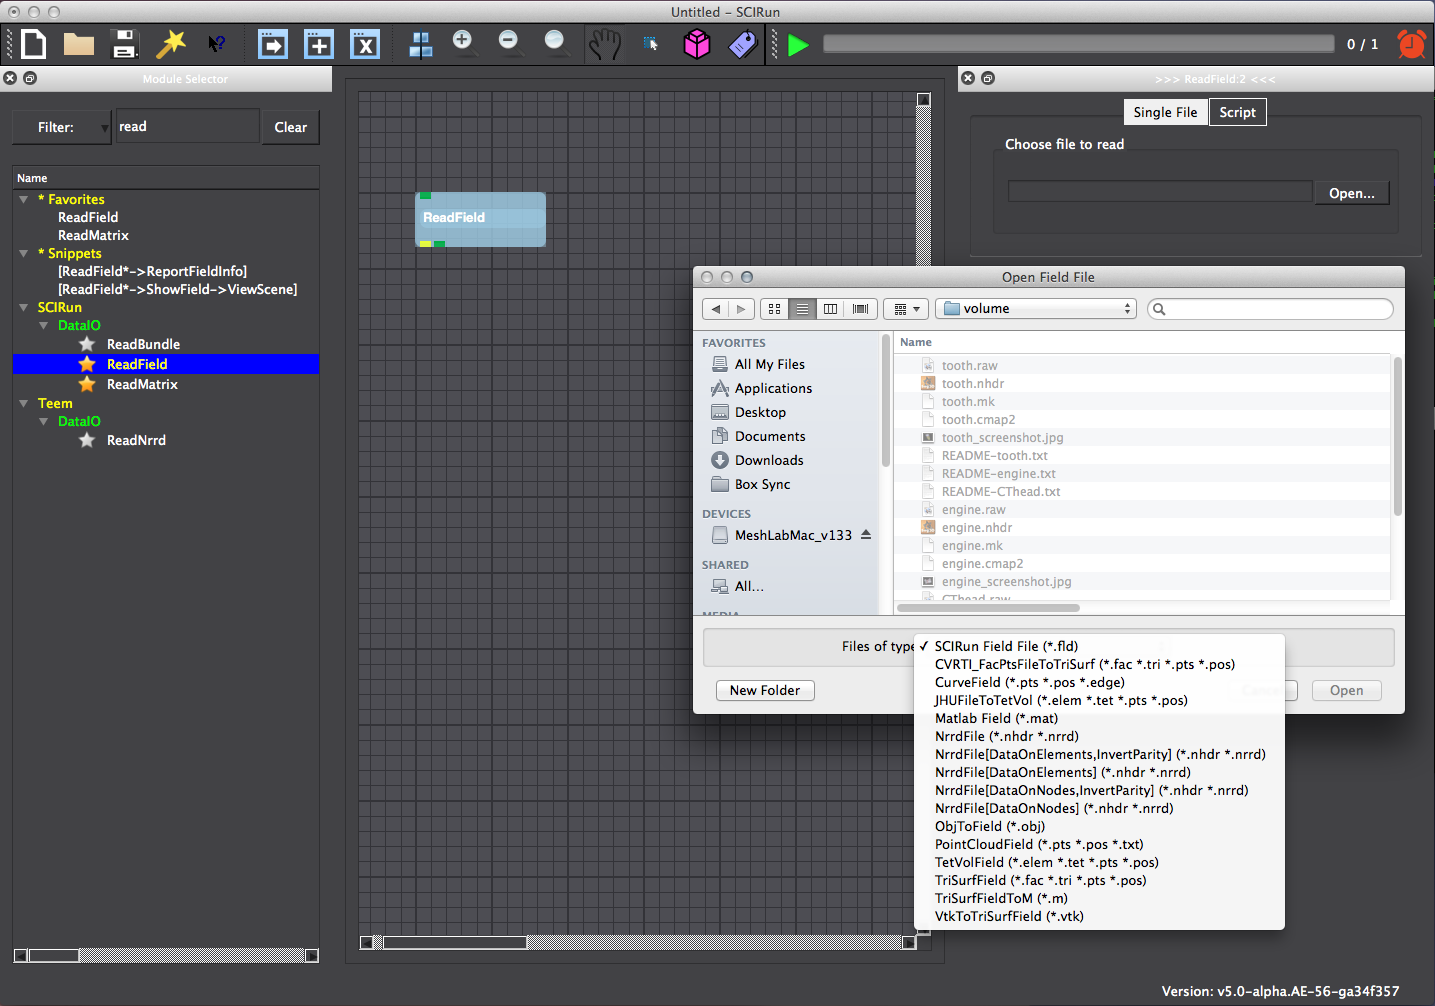 Untitled - SCIRun
0 / 1
Module Selector
Filter:
read
Clear
Name
* Favorites
ReadField
ReadMatrix
* Snippets
[ReadField*->ReportFieldInfo]
[ReadField*->ShowField->ViewScene]
SCIRun
DataIO
ReadBundle
ReadField
ReadMatrix
Teem
DataIO
ReadNrrd
ReadField
>>> ReadField:2 <<<
Single File
Script
Choose file to read
Open...
Open Field File
volume
FAVORITES
All My Files
Applications
Desktop
Documents
Downloads
Box Sync
DEVICES
MeshLabMac_v133
SHARED
All...
MEDIA
Name
tooth.raw
tooth.nhdr
tooth.mk
tooth.cmap2
tooth_screenshot.jpg
README-tooth.txt
README-engine.txt
README-CThead.txt
engine.raw
engine.nhdr
engine.mk
engine.cmap2
engine_screenshot.jpg
CThead.raw
Files of type
✓ SCIRun Field File (*.fld)
CVRTI_FacPtsFileToTriSurf (*.fac *.tri *.pts *.pos)
CurveField (*.pts *.pos *.edge)
JHUFileToTetVol (*.elem *.tet *.pts *.pos)
Matlab Field (*.mat)
NrrdFile (*.nhdr *.nrrd)
NrrdFile[DataOnElements,InvertParity] (*.nhdr *.nrrd)
NrrdFile[DataOnElements] (*.nhdr *.nrrd)
NrrdFile[DataOnNodes,InvertParity] (*.nhdr *.nrrd)
NrrdFile[DataOnNodes] (*.nhdr *.nrrd)
ObjToField (*.obj)
PointCloudField (*.pts *.pos *.txt)
TetVolField (*.elem *.tet *.pts *.pos)
TriSurfField (*.fac *.tri *.pts *.pos)
TriSurfFieldToM (*.m)
VtkToTriSurfField (*.vtk)
New Folder
Cancel
Open
Version: v5.0-alpha.AE-56-ga34f357